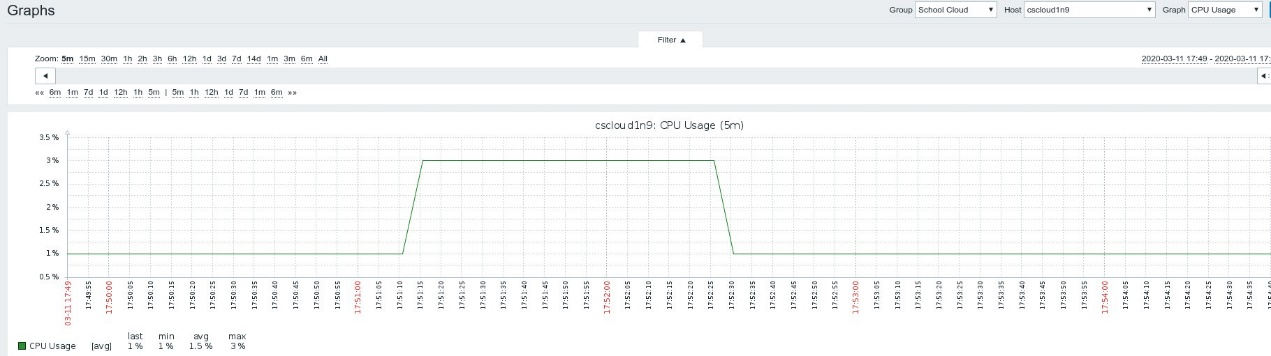 Graphs
Group School Cloud Host cscloud1n9 Graph CPU Usage
Filter ▲
Zoom: 5m 15m 30m 1h 2h 3h 6h 12h 1d 3d 7d 14d 1m 3m 6m All
2020-03-11 17:49 - 2020-03-11 17:
«« 6m 1m 7d 1d 12h 1h 5m | 5m 1h 12h 1d 7d 1m 6m »»
cscloud1n9: CPU Usage (5m)
3.5 %
3 %
2.5 %
2 %
1.5 %
1 %
0.5 %
03-11 17:49 17:49:55 17:50:00 17:50:05 17:50:10 17:50:15 17:50:20 17:50:25 17:50:30 17:50:35 17:50:40 17:50:45 17:50:50 17:50:55 17:51:00 17:51:05 17:51:10 17:51:15 17:51:20 17:51:25 17:51:30 17:51:35 17:51:40 17:51:45 17:51:50 17:51:55 17:52:00 17:52:05 17:52:10 17:52:15 17:52:20 17:52:25 17:52:30 17:52:35 17:52:40 17:52:45 17:52:50 17:52:55 17:53:00 17:53:05 17:53:10 17:53:15 17:53:20 17:53:25 17:53:30 17:53:35 17:53:40 17:53:45 17:53:50 17:53:55 17:54:00 17:54:05 17:54:10 17:54:15 17:54:20 17:54:25 17:54:30 17:54:35
last min avg max
CPU Usage [avg] 1 % 1 % 1.5 % 3 %